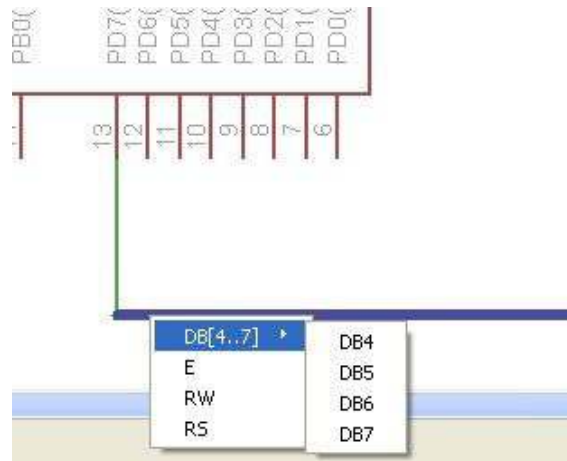 PB0(
PD7(
PD6(
PD5(
PD4(
PD3(
PD2(
PD1(
PD0(
13
12
11
10
9
8
7
6
DB[4..7]
E
RW
RS
DB4
DB5
DB6
DB7